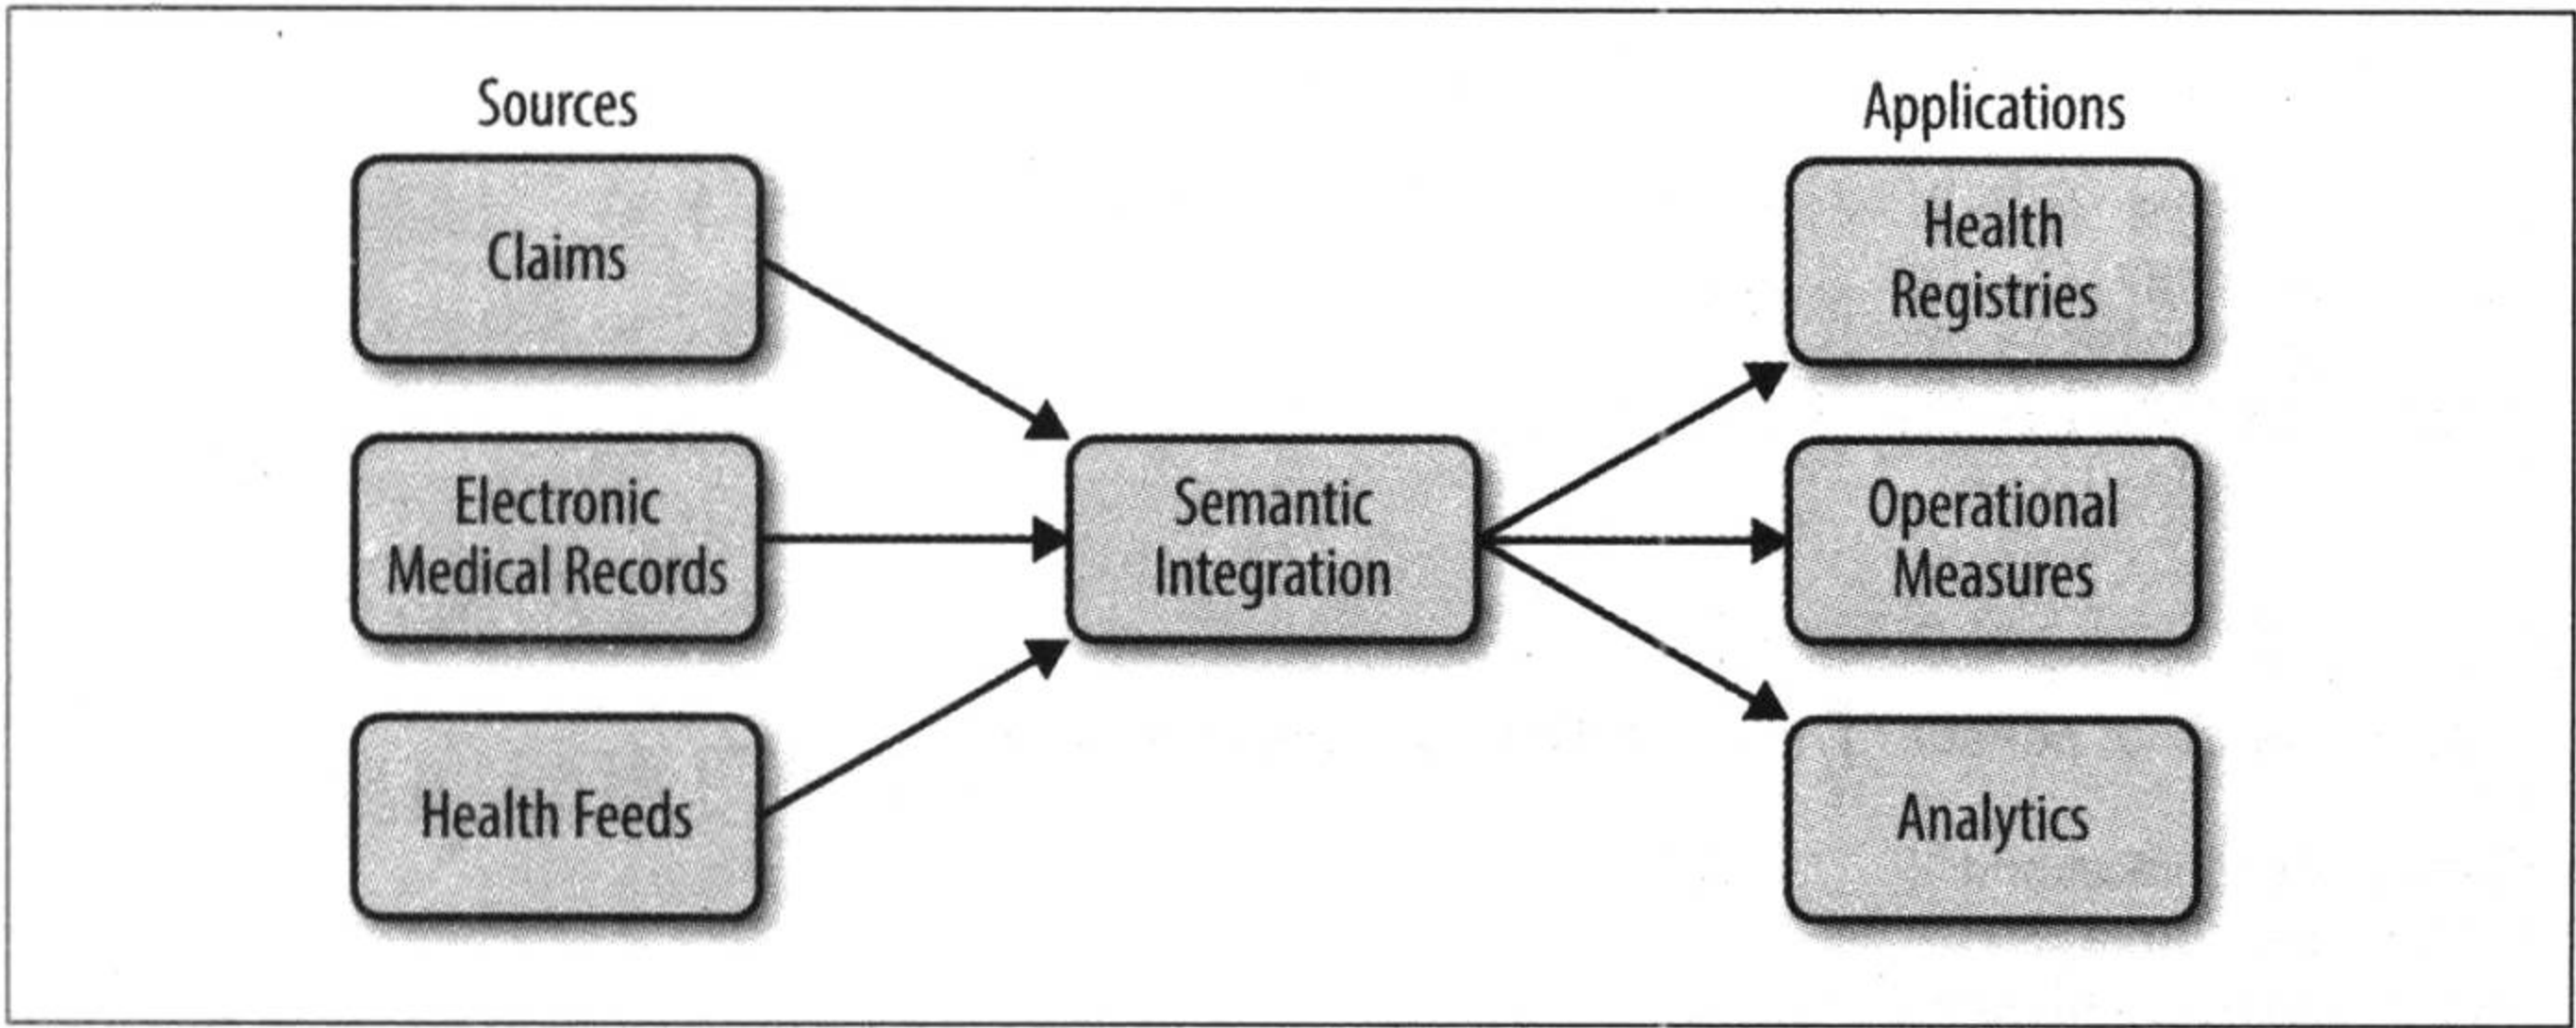 Sources
Claims
Electronic
Medical Records
Health Feeds
Semantic
Integration
Applications
Health
Registries
Operational
Measures
Analytics